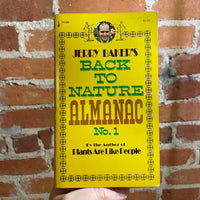 JERRY BAKER'S
BACK
TO
NATURE
ALMANAC
No. 1
By the Author of
Plants Are Like People